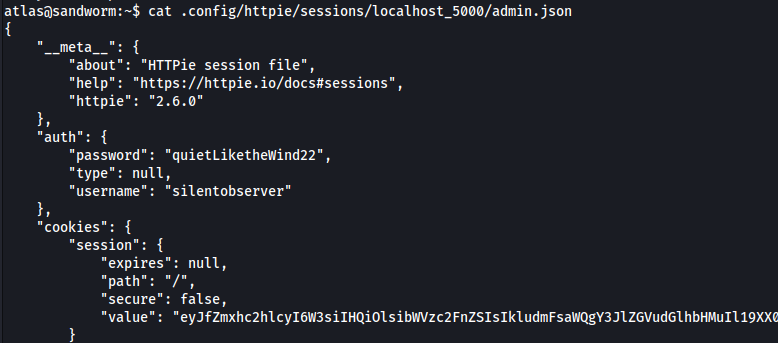 atlas@sandworm:~$ cat .config/httpie/sessions/localhost_5000/admin.json
{
    "__meta__": {
        "about": "HTTPie session file",
        "help": "https://httpie.io/docs#sessions",
        "httpie": "2.6.0"
    },
    "auth": {
        "password": "quietLiketheWind22",
        "type": null,
        "username": "silentobserver"
    },
    "cookies": {
        "session": {
            "expires": null,
            "path": "/",
            "secure": false,
            "value": "eyJfZmxhc2hlcyI6W3siIHQiOlsibWVzc2FnZSIsIkludmFsaWQgY3JlZGVudGlhbHMuIl19XX0
        }